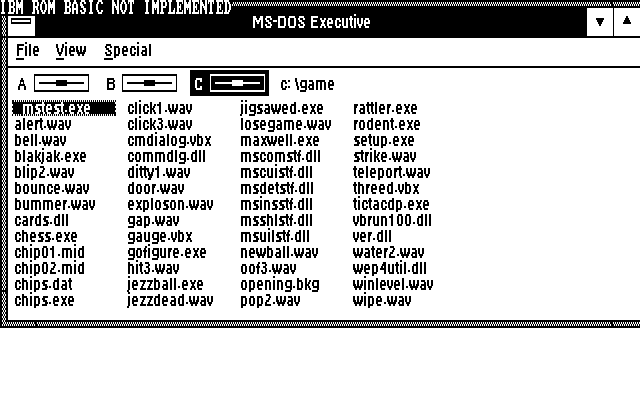 IBM ROM BASIC NOT IMPLEMENTED
MS-DOS Executive
File View Special
A B C c: \game
mstest.exe click1.wav jigsawed.exe rattler.exe
alert.wav click3.wav losegame.wav rodent.exe
bell.wav cmdialog.vbx maxwell.exe setup.exe
blakjak.exe commdlg.dll mscomstf.dll strike.wav
blip2.wav ditty1.wav mscuistf.dll teleport.wav
bounce.wav door.wav msdetstf.dll threed.vbx
bummer.wav exploson.wav msinsstf.dll tictacdp.exe
cards.dll gap.wav msshlstf.dll vbrun100.dll
chess.exe gauge.vbx msuilstf.dll ver.dll
chip01.mid gofigure.exe newball.wav water2.wav
chip02.mid hit3.wav oof3.wav wep4util.dll
chips.dat jezzball.exe opening.bkg winlevel.wav
chips.exe jezzdead.wav pop2.wav wipe.wav